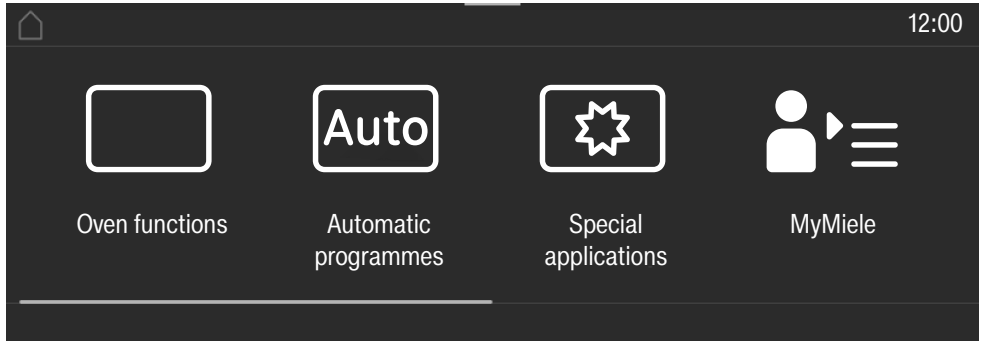 12:00
Auto
Oven functions
Automatic
programmes
Special
applications
MyMiele